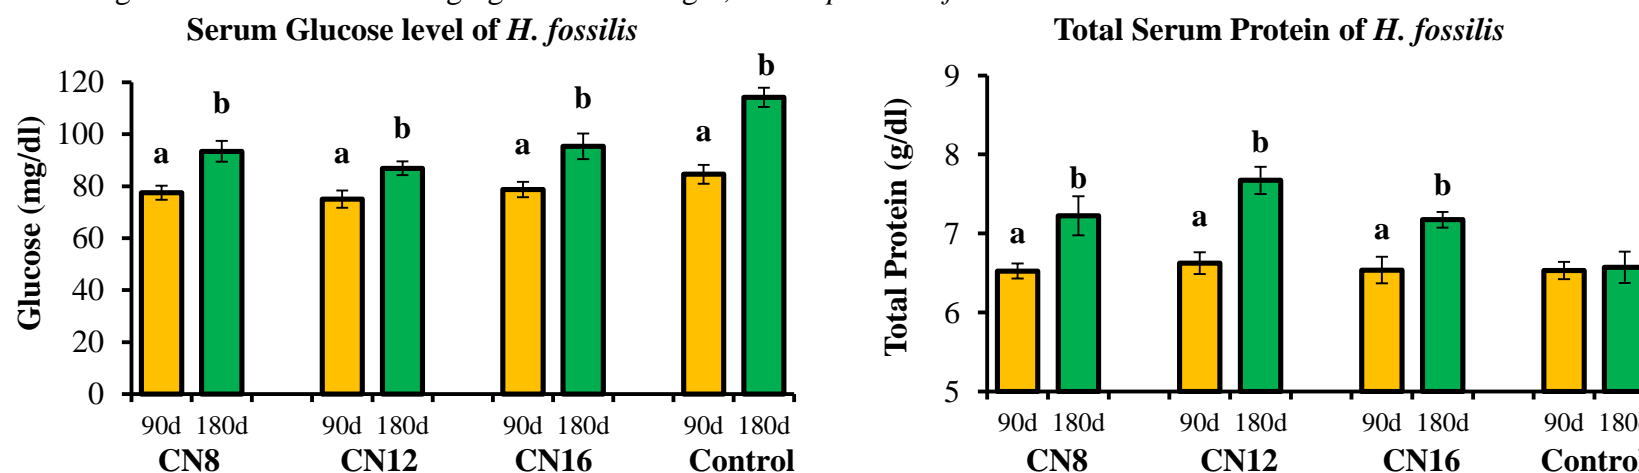 Serum Glucose level of H. fossilis
Glucose (mg/dl)
120
100
80
60
40
20
0
a b a b a b a b
90d 180d 90d 180d 90d 180d 90d 180d
CN8 CN12 CN16 Control
Total Serum Protein of H. fossilis
Total Protein (g/dl)
9
8
7
6
5
a b a b a b
90d 180d 90d 180d 90d 180d 90d 180d
CN8 CN12 CN16 Control